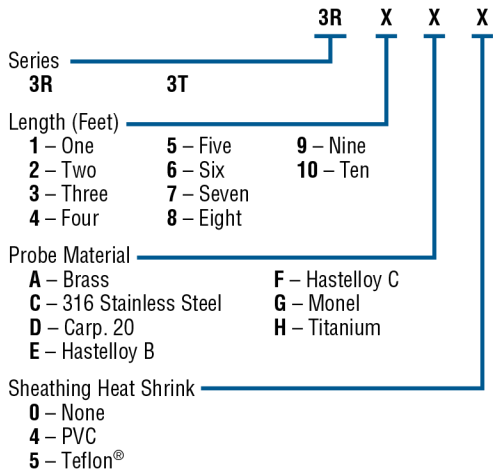 3R X X X
Series
3R 3T
Length (Feet)
1 – One 5 – Five 9 – Nine
2 – Two 6 – Six 10 – Ten
3 – Three 7 – Seven
4 – Four 8 – Eight
Probe Material
A – Brass F – Hastelloy C
C – 316 Stainless Steel G – Monel
D – Carp. 20 H – Titanium
E – Hastelloy B
Sheathing Heat Shrink
0 – None
4 – PVC
5 – Teflon®